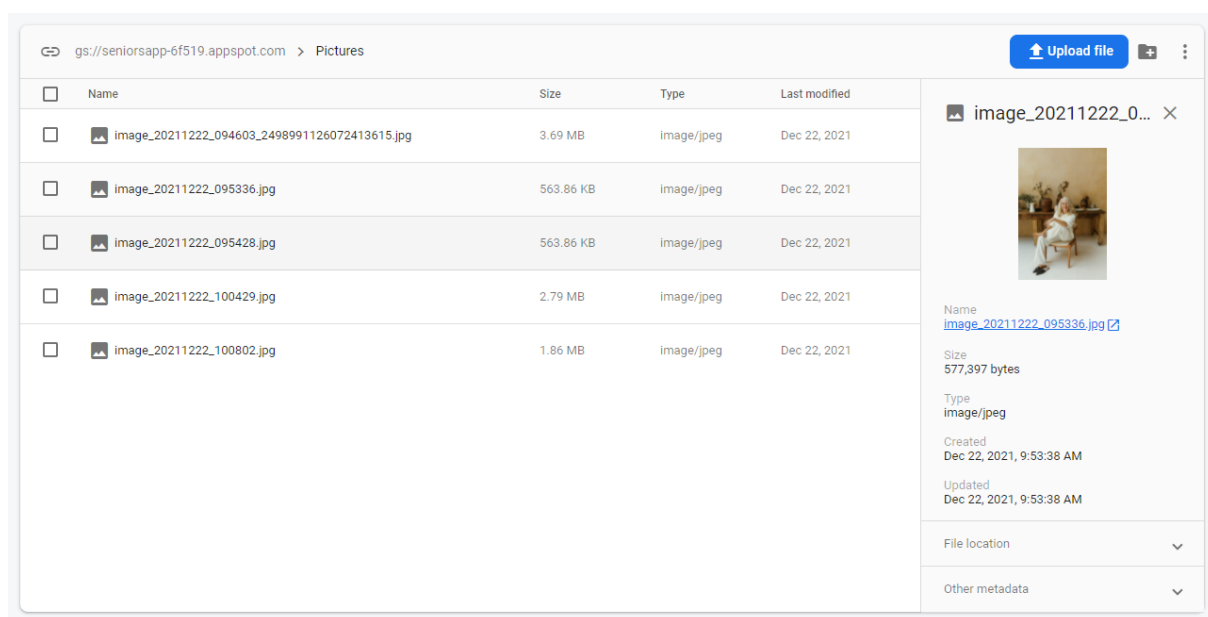 gs://seniorsapp-6f519.appspot.com > Pictures
Upload file
Name Size Type Last modified
image_20211222_094603_2498991126072413615.jpg 3.69 MB image/jpeg Dec 22, 2021
image_20211222_095336.jpg 563.86 KB image/jpeg Dec 22, 2021
image_20211222_095428.jpg 563.86 KB image/jpeg Dec 22, 2021
image_20211222_100429.jpg 2.79 MB image/jpeg Dec 22, 2021
image_20211222_100802.jpg 1.86 MB image/jpeg Dec 22, 2021
image_20211222_0...
Name
image_20211222_095336.jpg
Size
577,397 bytes
Type
image/jpeg
Created
Dec 22, 2021, 9:53:38 AM
Updated
Dec 22, 2021, 9:53:38 AM
File location
Other metadata